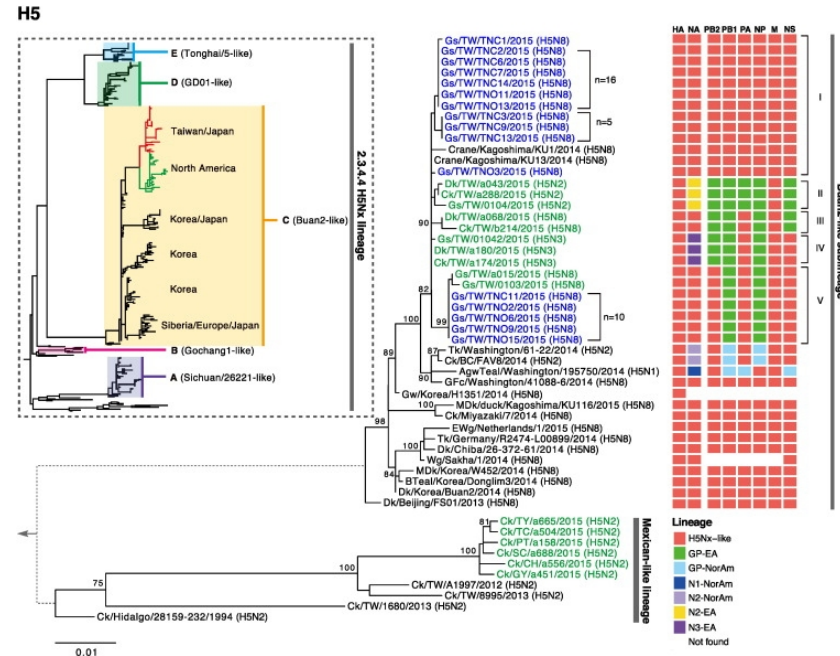 H5
E (Tonghai/5-like)
D (GD01-like)
Taiwan/Japan
North America
Korea/Japan
C (Buan2-like)
Korea
Korea
Siberia/Europe/Japan
B (Gochang1-like)
A (Sichuan/26221-like)
2.3.4.4 H5Nx lineage
HA NA PB2 PB1 PA NP M NS
Gs/TW/TNC1/2015 (H5N8)
Gs/TW/TNC2/2015 (H5N8)
Gs/TW/TNC6/2015 (H5N8)
Gs/TW/TNC7/2015 (H5N8)
Gs/TW/TNC14/2015 (H5N8)
Gs/TW/TNO11/2015 (H5N8)
Gs/TW/TNO13/2015 (H5N8)
n=16
Gs/TW/TNC3/2015 (H5N8)
Gs/TW/TNC9/2015 (H5N8)
Gs/TW/TNC13/2015 (H5N8)
n=5
Crane/Kagoshima/KU1/2014 (H5N8)
Crane/Kagoshima/KU13/2014 (H5N8)
Gs/TW/TNO3/2015 (H5N8)
I
Dk/TW/a043/2015 (H5N2)
Ck/TW/a288/2015 (H5N2)
Gs/TW/0104/2015 (H5N2)
II
Dk/TW/a068/2015 (H5N8)
90
Ck/TW/b214/2015 (H5N8)
III
Gs/TW/01042/2015 (H5N3)
Dk/TW/a180/2015 (H5N3)
Ck/TW/a174/2015 (H5N3)
IV
Gs/TW/a015/2015 (H5N8)
Gs/TW/0103/2015 (H5N8)
82
Gs/TW/TNC11/2015 (H5N8)
Gs/TW/TNO2/2015 (H5N8)
Gs/TW/TNO6/2015 (H5N8)
Gs/TW/TNO9/2015 (H5N8)
Gs/TW/TNO15/2015 (H5N8)
n=10
V
100
99
87
Tk/Washington/61-22/2014 (H5N2)
Ck/BC/FAV8/2014 (H5N2)
89
AgwTeal/Washington/195750/2014 (H5N1)
90
GFc/Washington/41088-6/2014 (H5N8)
Gw/Korea/H1351/2014 (H5N8)
100
MDk/duck/Kagoshima/KU116/2015 (H5N8)
Ck/Miyazaki/7/2014 (H5N8)
98
EWg/Netherlands/1/2015 (H5N8)
Tk/Germany/R2474-L00899/2014 (H5N8)
100
Dk/Chiba/26-372-61/2014 (H5N8)
Wg/Sakha/1/2014 (H5N8)
84
MDk/Korea/W452/2014 (H5N8)
BTeal/Korea/Donglim3/2014 (H5N8)
Dk/Korea/Buan2/2014 (H5N8)
Dk/Beijing/FS01/2013 (H5N8)
81
Ck/TY/a665/2015 (H5N2)
Ck/TC/a504/2015 (H5N2)
Ck/PT/a158/2015 (H5N2)
100
Ck/SC/a688/2015 (H5N2)
Ck/CH/a556/2015 (H5N2)
Ck/GY/a451/2015 (H5N2)
100
75
Ck/TW/A1997/2012 (H5N2)
Ck/TW/8995/2013 (H5N2)
Ck/TW/1680/2013 (H5N2)
Ck/Hidalgo/28159-232/1994 (H5N2)
Mexican-like lineage
0.01
Lineage
H5Nx-like
GP-EA
GP-NorAm
N1-NorAm
N2-NorAm
N2-EA
N3-EA
Not found